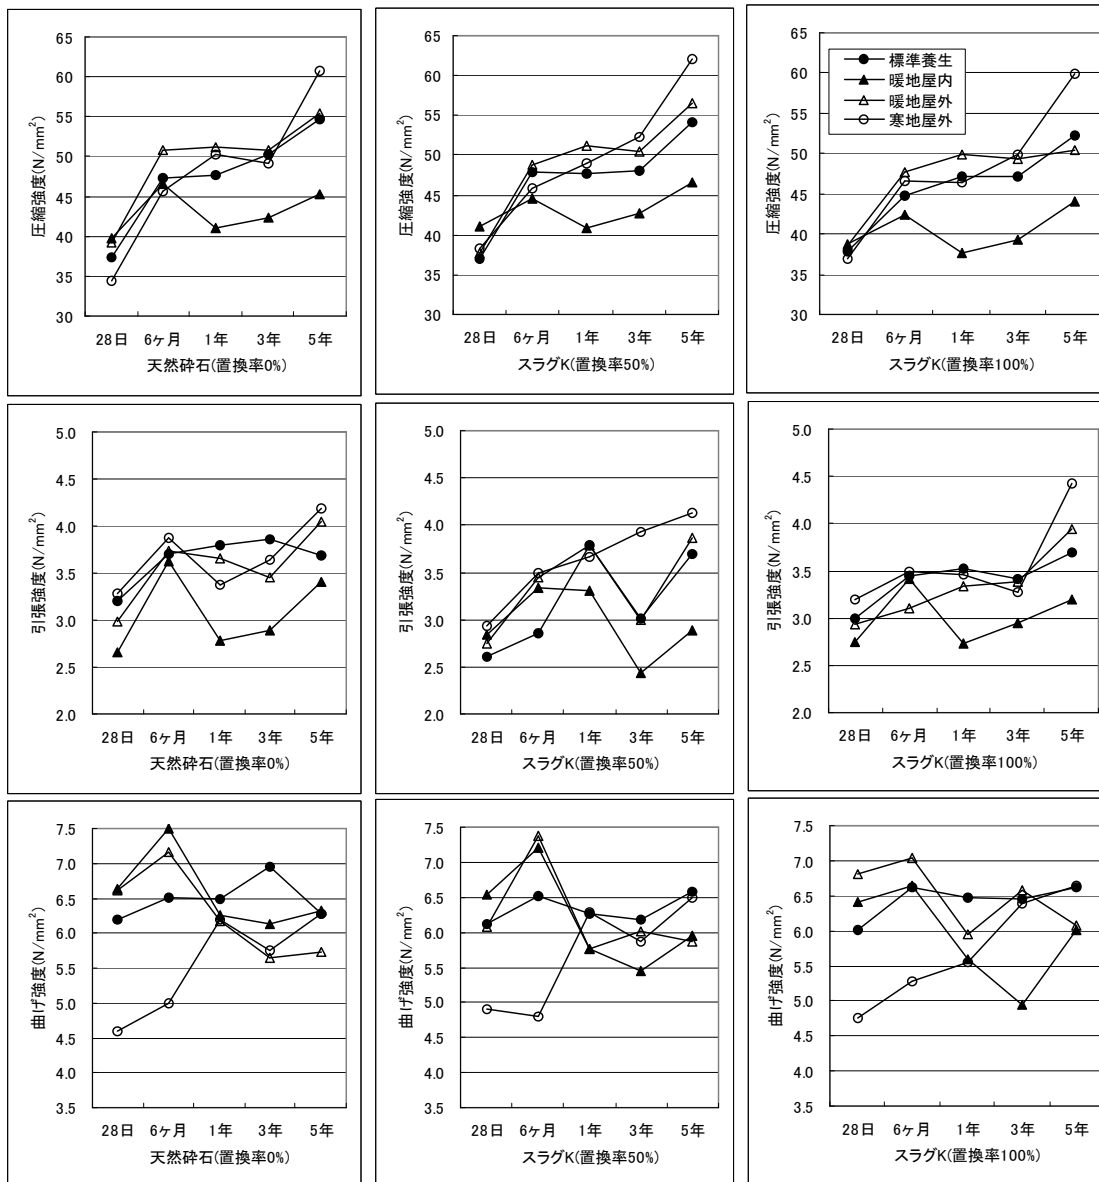 圧縮強度(N/mm²)
65
60
55
50
45
40
35
30
28日 6ヶ月 1年 3年 5年
天然砕石(置換率0%)
圧縮強度(N/mm²)
65
60
55
50
45
40
35
30
28日 6ヶ月 1年 3年 5年
スラグK(置換率50%)
圧縮強度(N/mm²)
65
60
55
50
45
40
35
30
標準養生
暖地屋内
暖地屋外
寒地屋外
28日 6ヶ月 1年 3年 5年
スラグK(置換率100%)
引張強度(N/mm²)
5.0
4.5
4.0
3.5
3.0
2.5
2.0
28日 6ヶ月 1年 3年 5年
天然砕石(置換率0%)
引張強度(N/mm²)
5.0
4.5
4.0
3.5
3.0
2.5
2.0
28日 6ヶ月 1年 3年 5年
スラグK(置換率50%)
引張強度(N/mm²)
5.0
4.5
4.0
3.5
3.0
2.5
2.0
28日 6ヶ月 1年 3年 5年
スラグK(置換率100%)
曲げ強度(N/mm²)
7.5
7.0
6.5
6.0
5.5
5.0
4.5
4.0
3.5
28日 6ヶ月 1年 3年 5年
天然砕石(置換率0%)
曲げ強度(N/mm²)
7.5
7.0
6.5
6.0
5.5
5.0
4.5
4.0
3.5
28日 6ヶ月 1年 3年 5年
スラグK(置換率50%)
曲げ強度(N/mm²)
7.5
7.0
6.5
6.0
5.5
5.0
4.5
4.0
3.5
28日 6ヶ月 1年 3年 5年
スラグK(置換率100%)